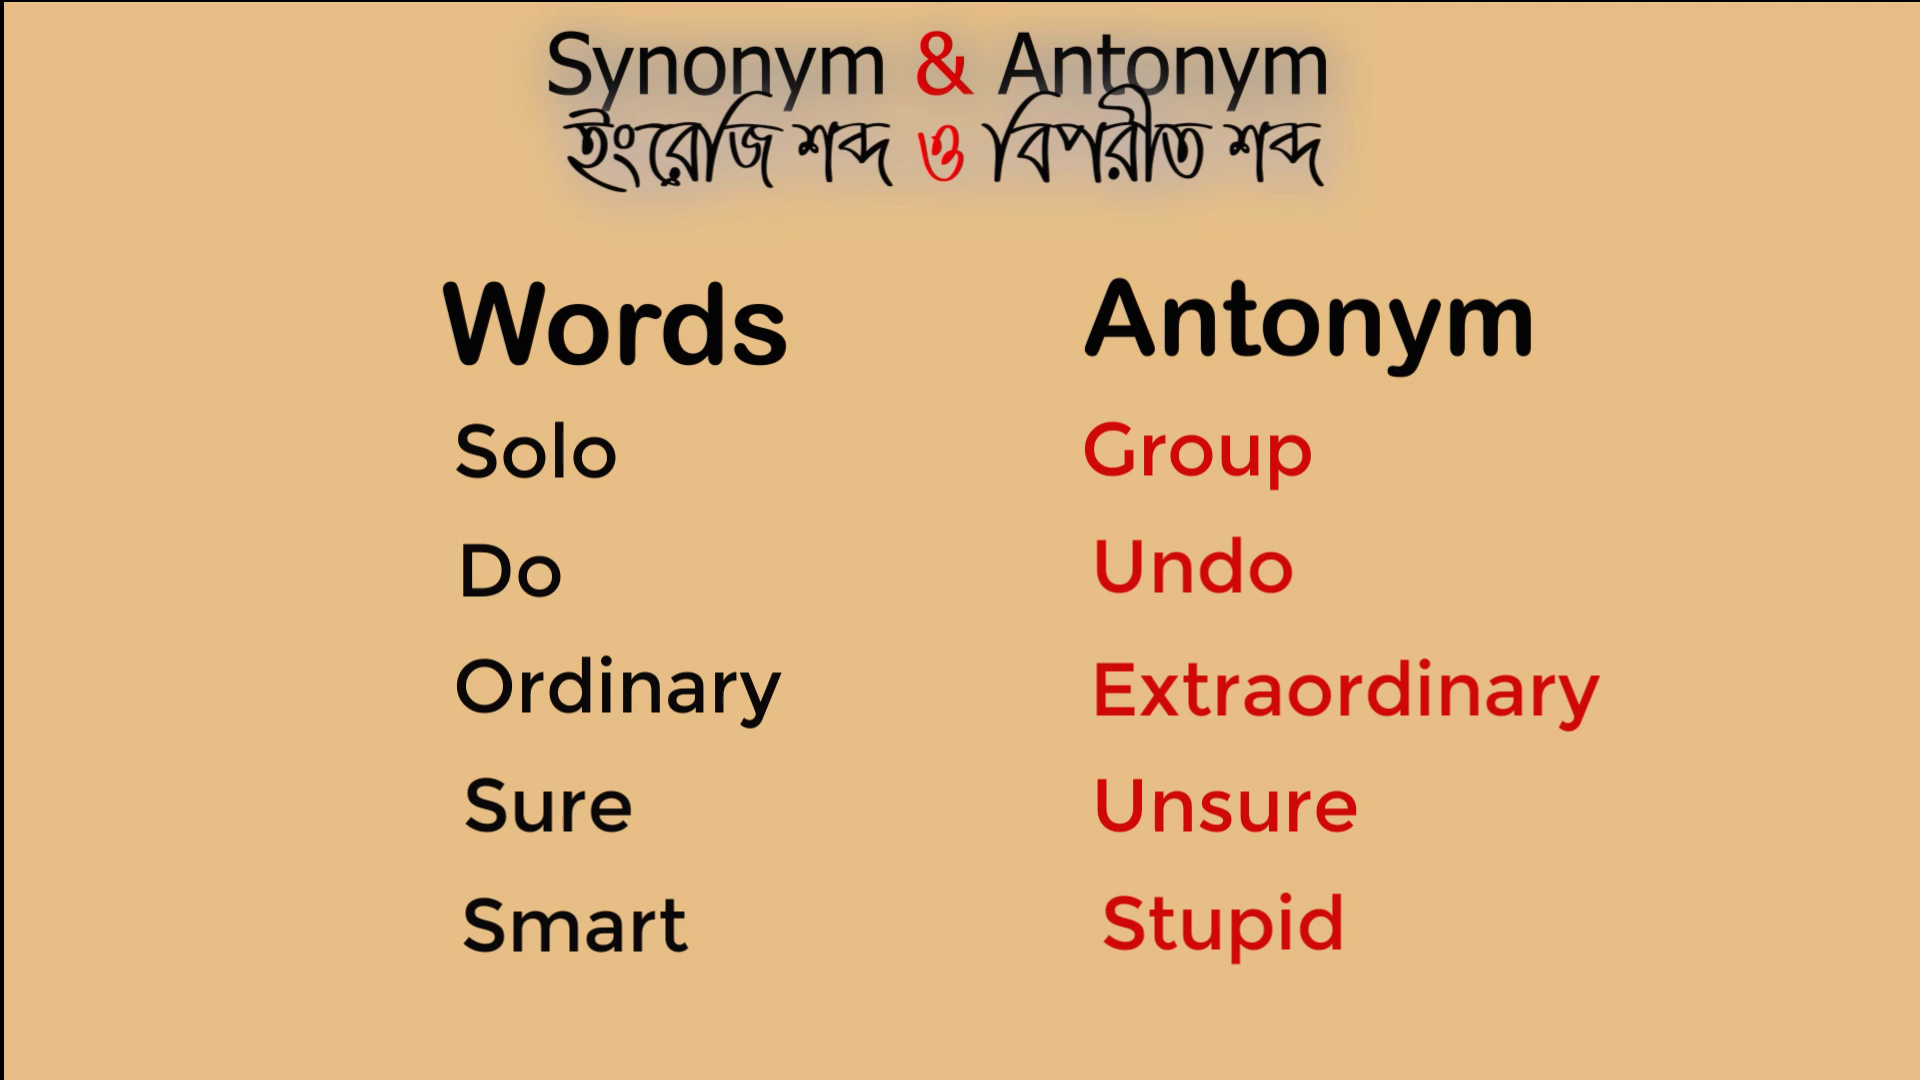 Synonym & Antonym
ইংরেজি শব্দ ও বিপরীত শব্দ
Words Antonym
Solo Group
Do Undo
Ordinary Extraordinary
Sure Unsure
Smart Stupid